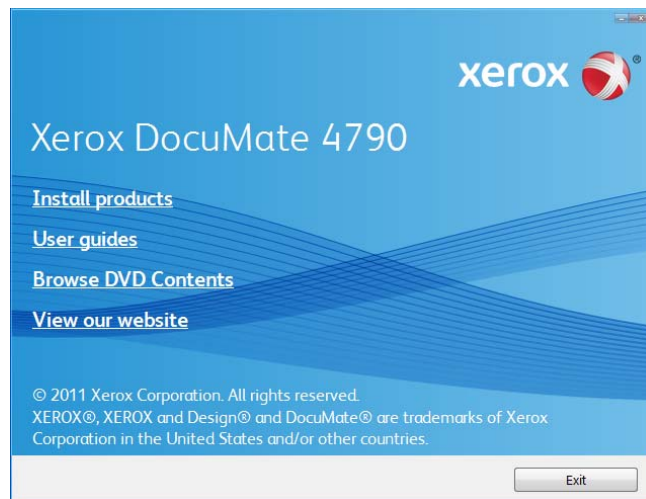 xerox ®
Xerox DocuMate 4790
Install products
User guides
Browse DVD Contents
View our website
© 2011 Xerox Corporation. All rights reserved.
XEROX®, XEROX and Design® and DocuMate® are trademarks of Xerox
Corporation in the United States and/or other countries.
Exit